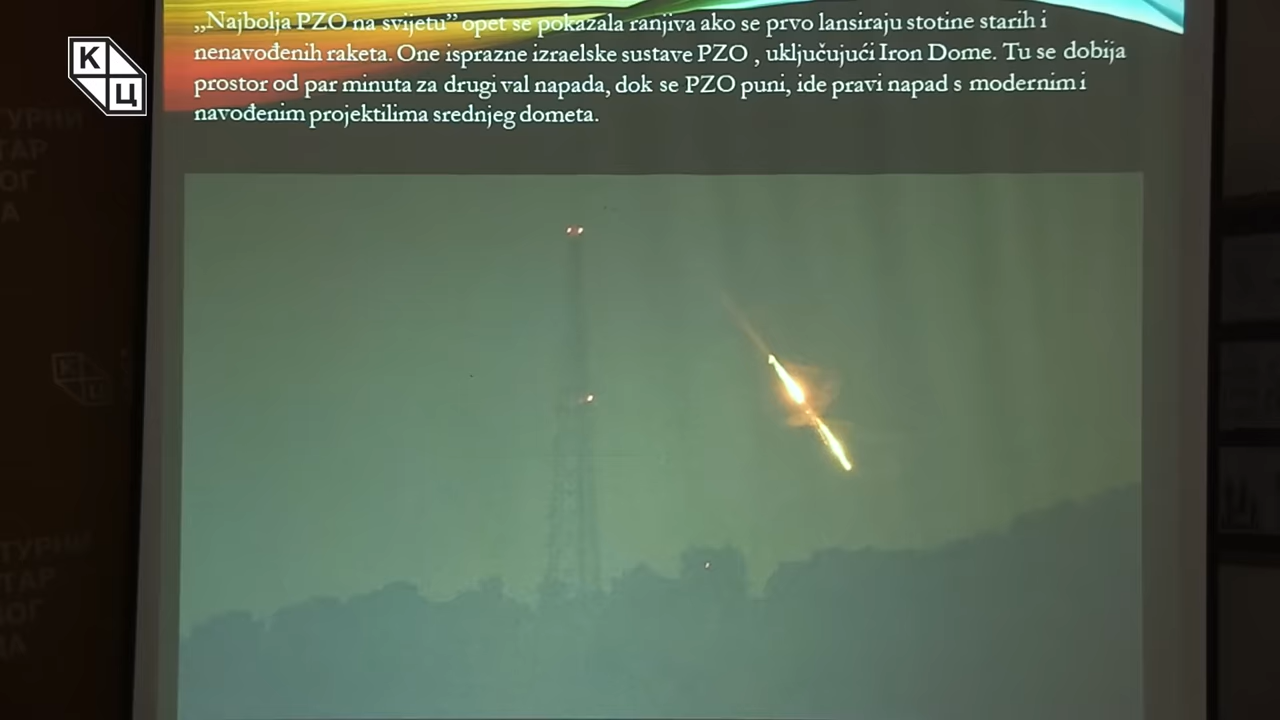 К
Ц
„Najbolja PZO na svijetu” opet se pokazala ranjiva ako se prvo lansiraju stotine starih i
nenavođenih raketa. One isprazne izraelske sustave PZO , uključujući Iron Dome. Tu se dobija
prostor od par minuta za drugi val napada, dok se PZO puni, ide pravi napad s modernim i
navođenim projektilima srednjeg dometa.